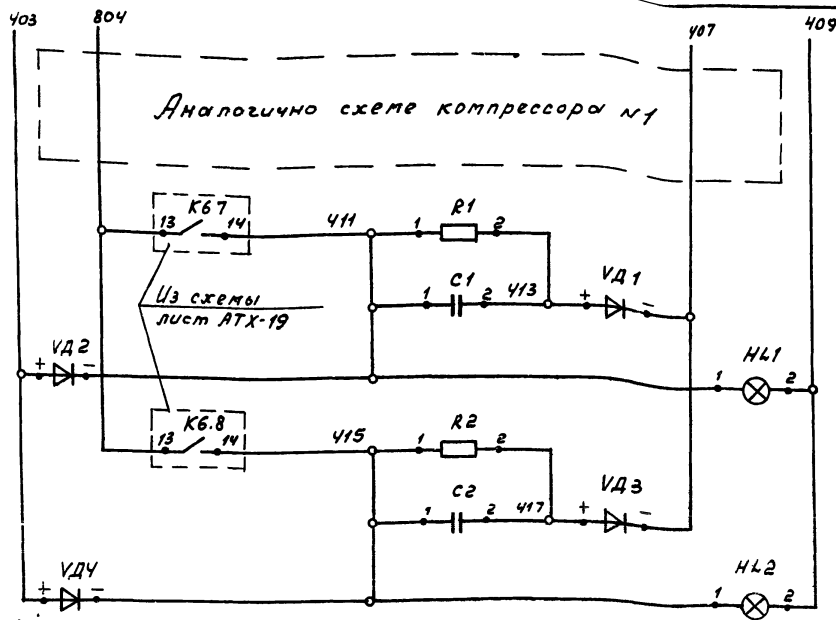 403 804 407 409
Аналогично схеме компрессора №1
К6 7
13 14 411 1 R1 2
С1
1 2 413 + VД1 -
Из схемы
лист АТХ-19
VД2
+ - HL1
1 2
К6.8
13 14 415 1 R2 2
С2
1 2 417 + VД3 -
VД4
+ - HL2
1 2